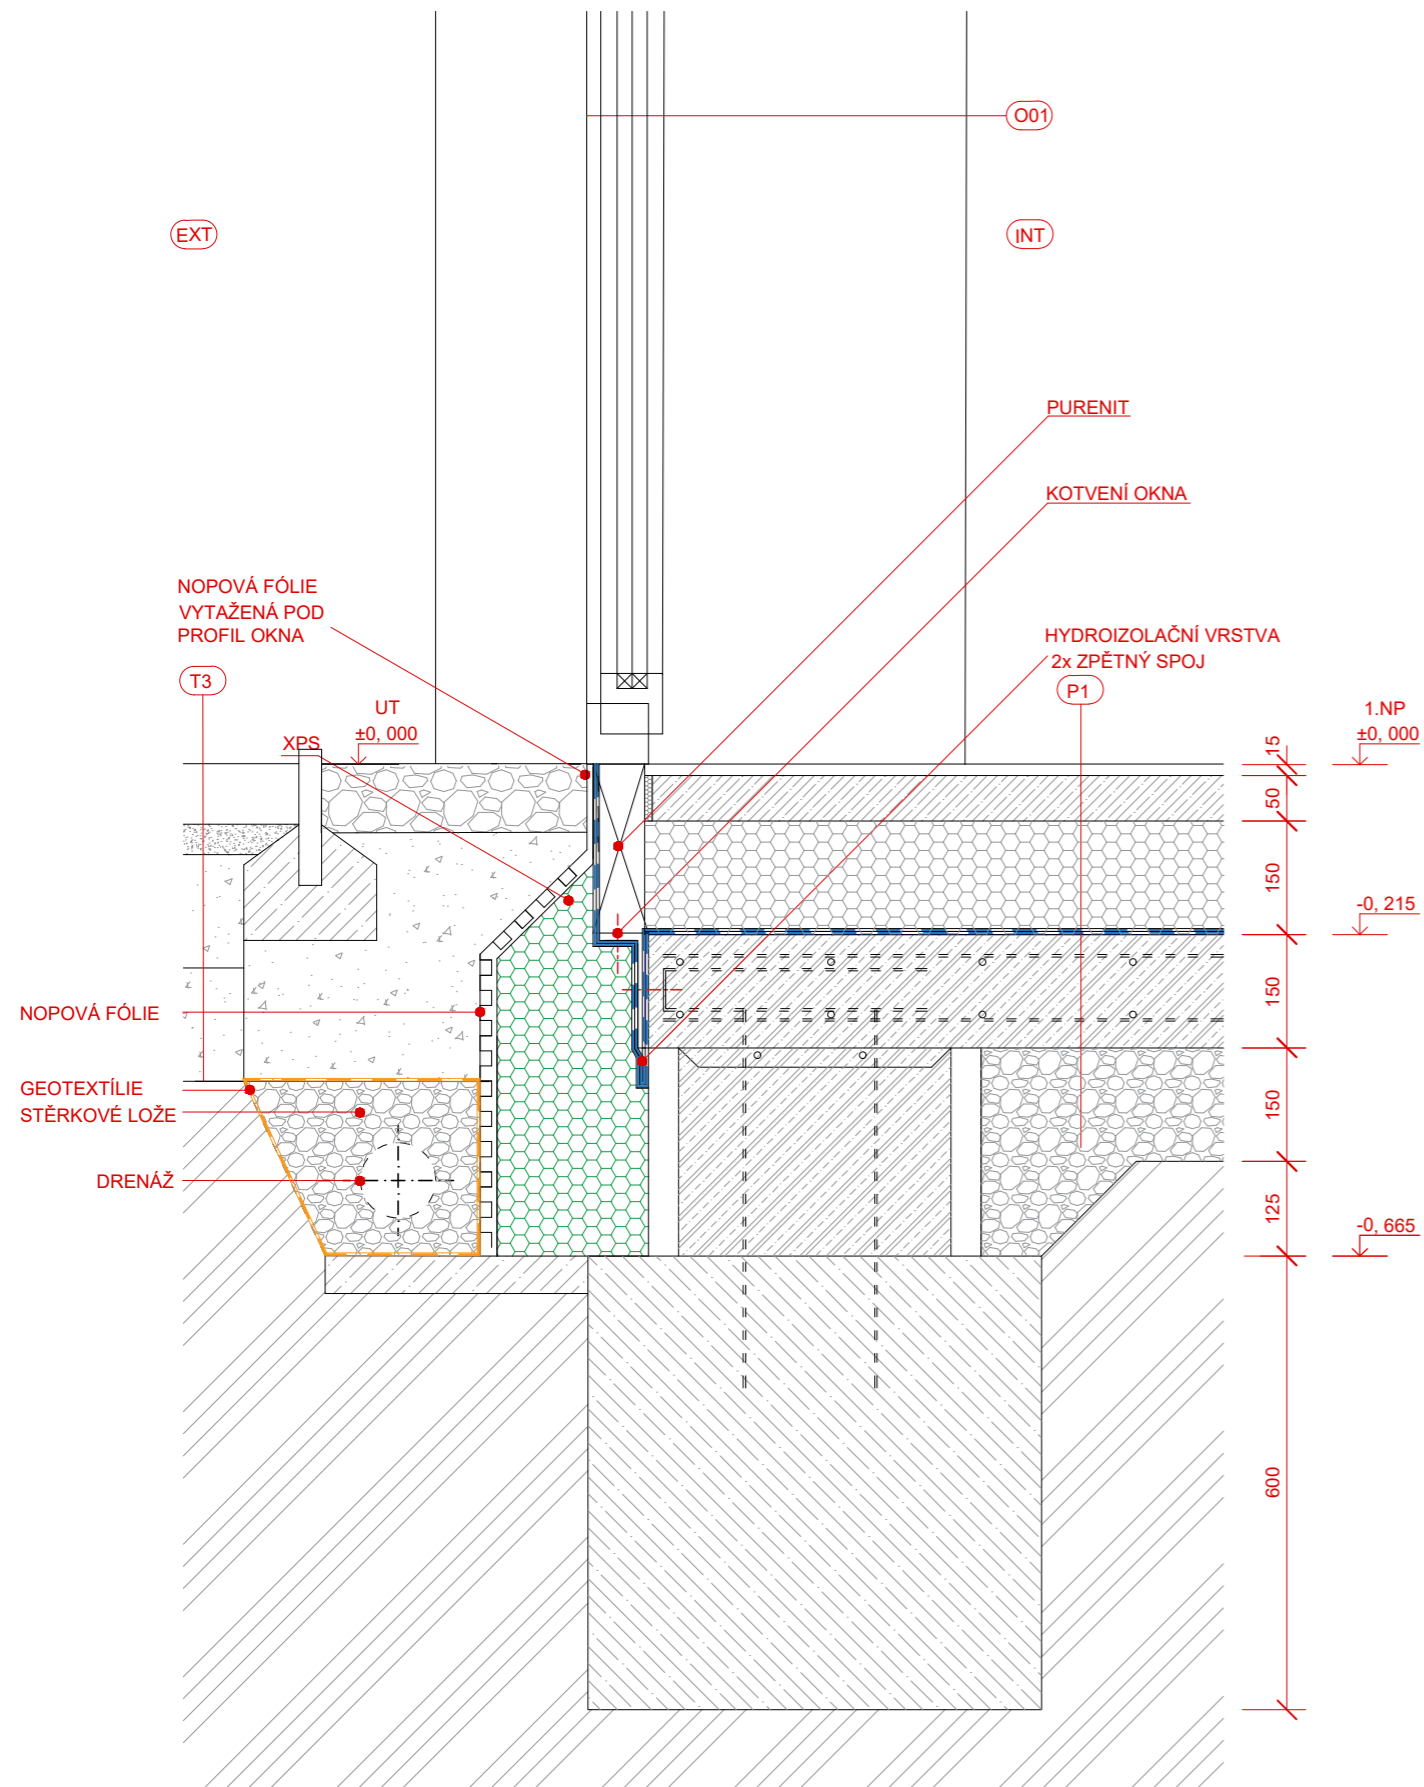 O01
EXT
INT
PURENIT
KOTVENÍ OKNA
NOPOVÁ FÓLIE
VYTAŽENÁ POD
PROFIL OKNA
HYDROIZOLAČNÍ VRSTVA
2x ZPĚTNÝ SPOJ
T3
P1
UT
±0, 000
1.NP
±0, 000
XPS
15
50
150
-0, 215
150
NOPOVÁ FÓLIE
GEOTEXTÍLIE
STĚRKOVÉ LOŽE
150
DRENÁŽ
125
-0, 665
600